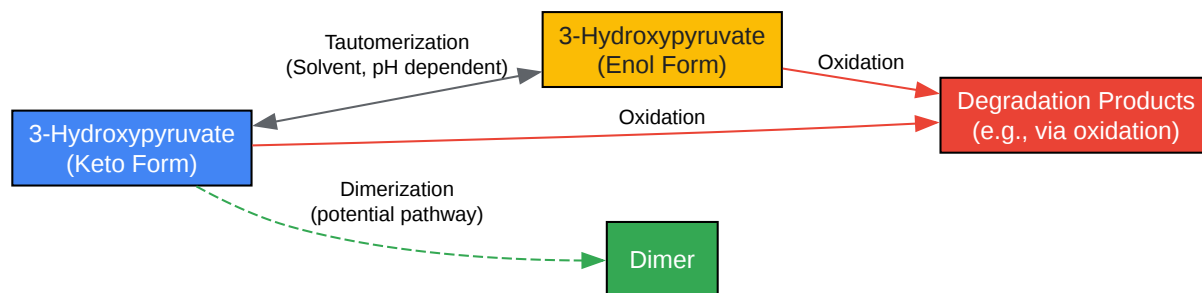 3-Hydroxypyruvate
(Enol Form)
Tautomerization
(Solvent, pH dependent)
Oxidation
Degradation Products
(e.g., via oxidation)
3-Hydroxypyruvate
(Keto Form)
Oxidation
Dimerization
(potential pathway)
Dimer